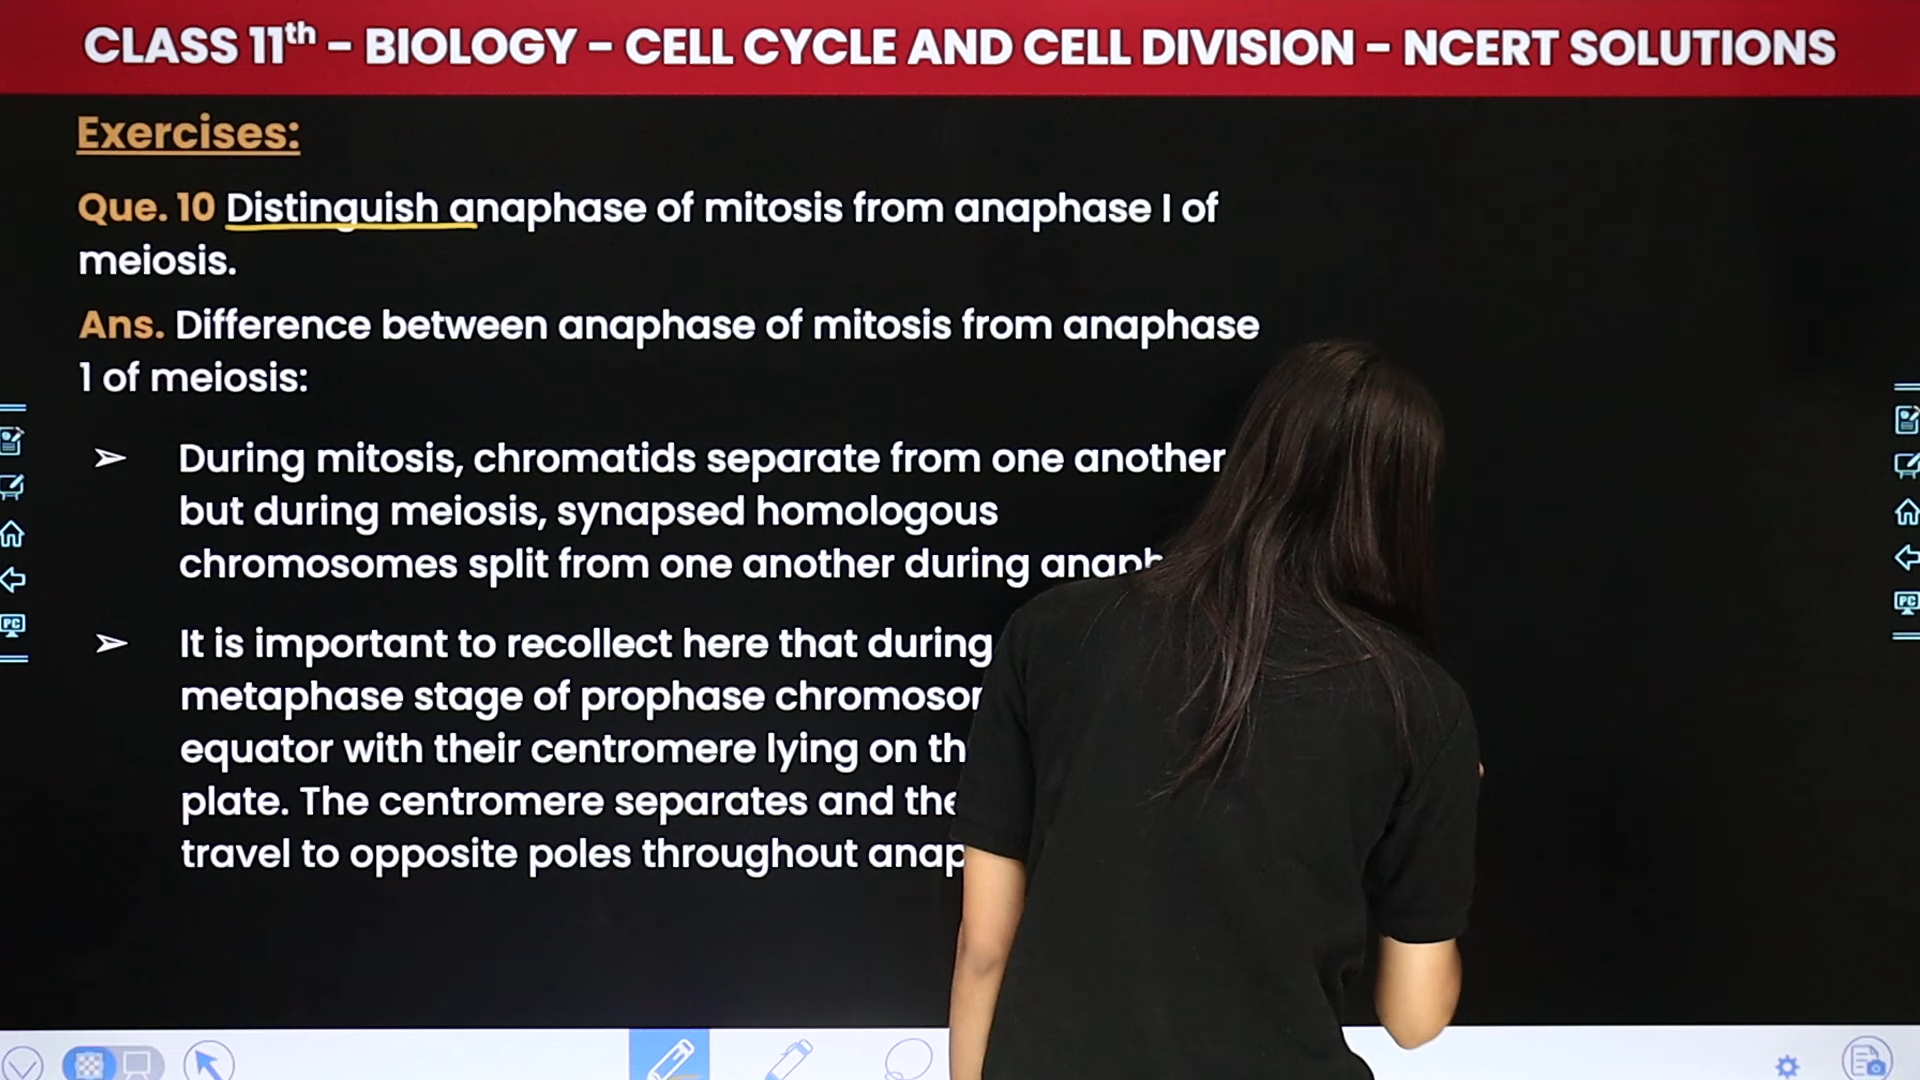 CLASS 11th – BIOLOGY – CELL CYCLE AND CELL DIVISION – NCERT SOLUTIONS
Exercises:
Que. 10 Distinguish anaphase of mitosis from anaphase I of
meiosis.
Ans. Difference between anaphase of mitosis from anaphase
1 of meiosis:
➢ During mitosis, chromatids separate from one another
but during meiosis, synapsed homologous
chromosomes split from one another during
➢ It is important to recollect here that during
metaphase stage of prophase
equator with their centromere lying on
plate. The centromere separates and
travel to opposite poles throughout
PC
PC